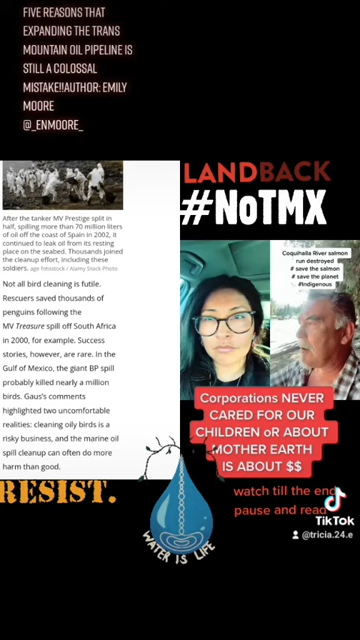 FIVE REASONS THAT
EXPANDING THE TRANS
MOUNTAIN OIL PIPELINE IS
STILL A COLOSSAL
MISTAKE!!AUTHOR: EMILY
MOORE
@_ENMOORE_
LANDBACK
#NoTMX
After the tanker MV Prestige split in
half, spilling more than 70 million liters
of oil off the coast of Spain in 2002, it
continued to leak oil from its resting
place on the seabed. Thousands joined
the cleanup effort, including these
soldiers. age fotostock / Alamy Stock Photo
Not all bird cleaning is futile.
Rescuers saved thousands of
penguins following the
MV Treasure spill off South Africa
in 2000, for example. Success
stories, however, are rare. In the
Gulf of Mexico, the giant BP spill
probably killed nearly a million
birds. Gaus's comments
highlighted two uncomfortable
realities: cleaning oily birds is a
risky business, and the marine oil
spill cleanup can often do more
harm than good.
Coquihalla River salmon
run destroyed
# save the salmon
# save the planet
#Indigenous
Corporations NEVER
CARED FOR OUR
CHILDREN oR ABOUT
MOTHER EARTH
IS ABOUT $$
RESIST.
WATER IS LIFE
watch till the end
pause and read
TikTok
@tricia.24.e